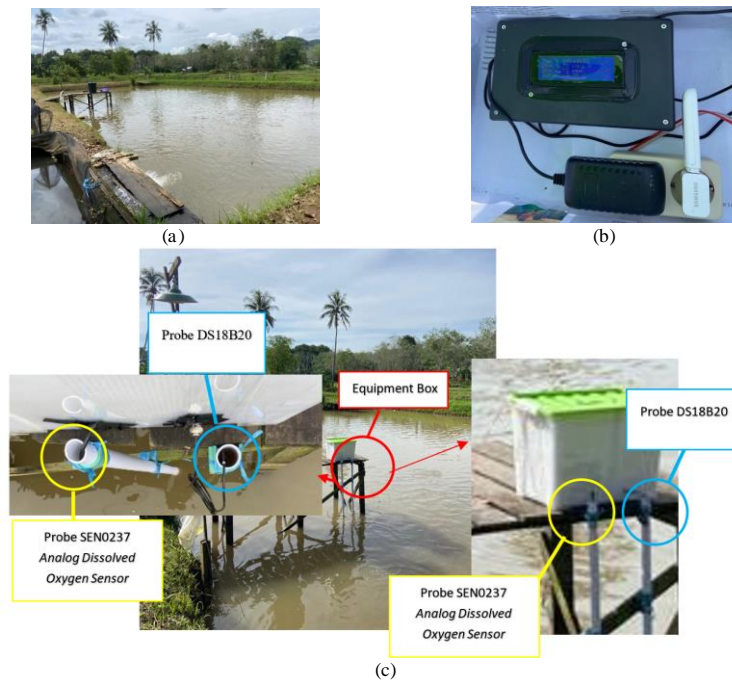 (a)
(b)
Probe DS18B20
Equipment Box
Probe DS18B20
Probe SEN0237
Analog Dissolved
Oxygen Sensor
Probe SEN0237
Analog Dissolved
Oxygen Sensor
(c)